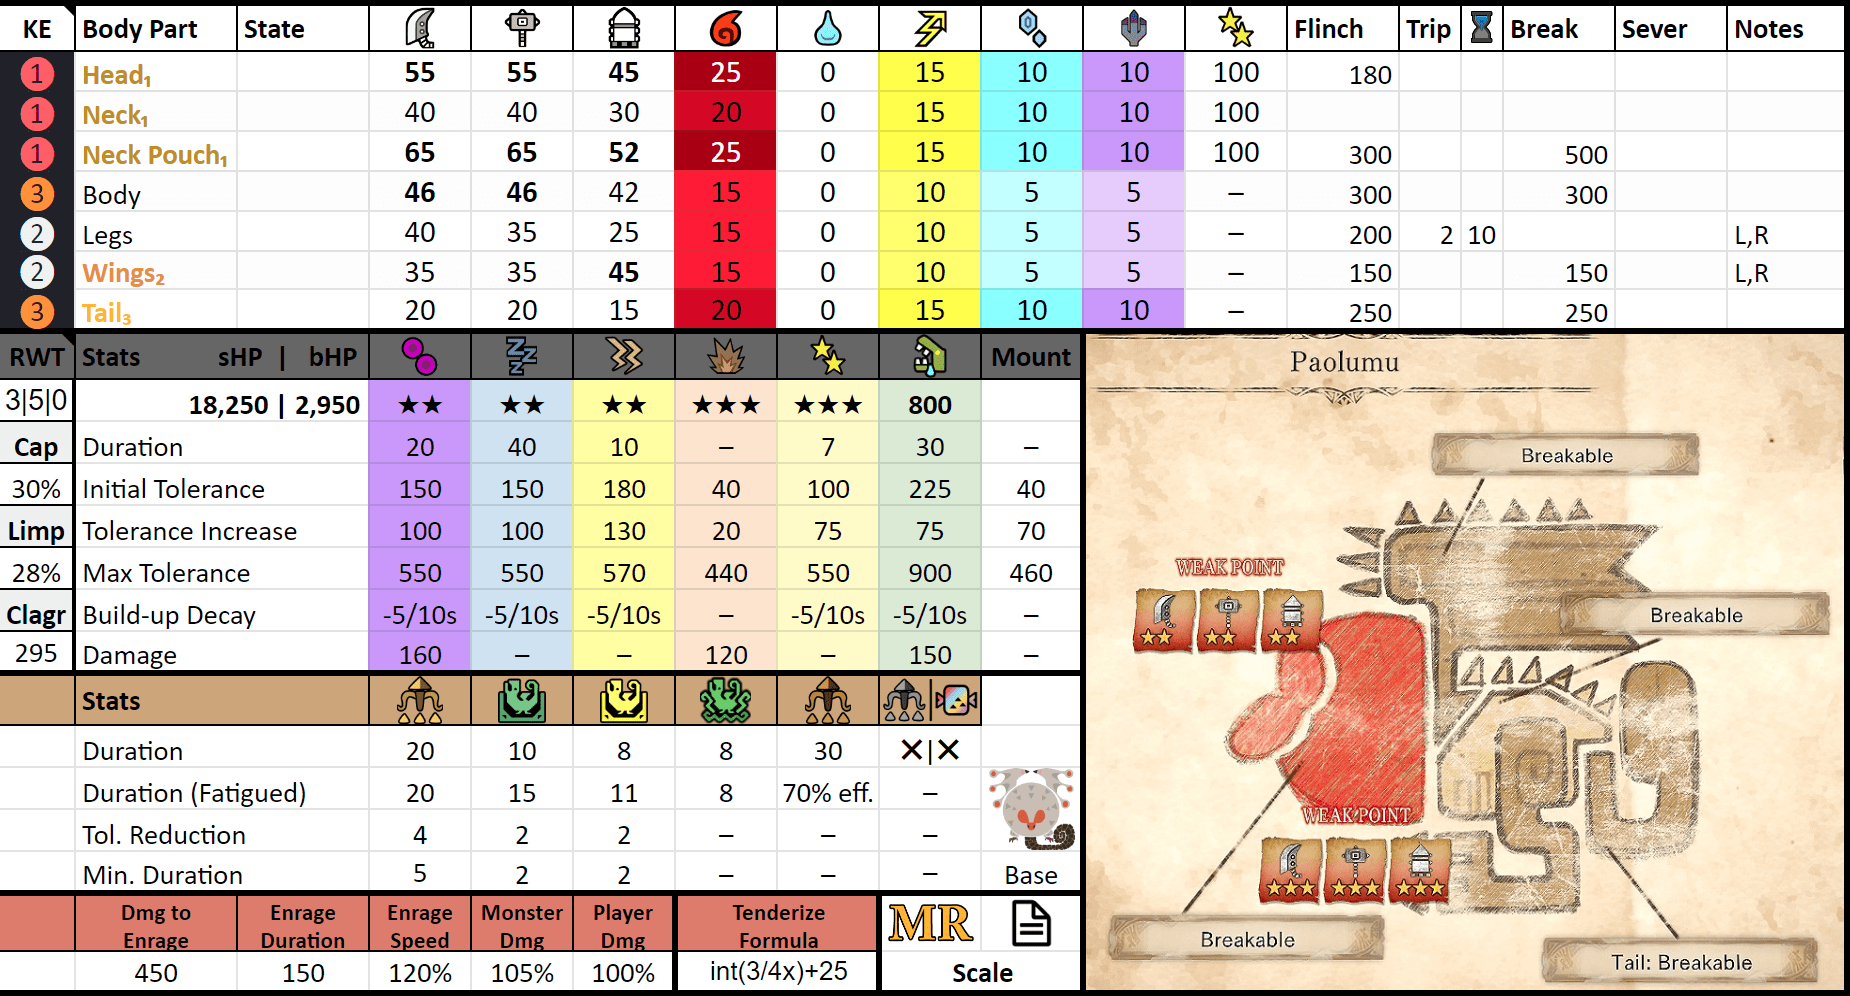 KE Body Part State Flinch Trip Break Sever Notes
1 Head₁ 55 55 45 25 0 15 10 10 100 180
1 Neck₁ 40 40 30 20 0 15 10 10 100
1 Neck Pouch₁ 65 65 52 25 0 15 10 10 100 300 500
3 Body 46 46 42 15 0 10 5 5 – 300 300
2 Legs 40 35 25 15 0 10 5 5 – 200 2 10 L,R
2 Wings₂ 35 35 45 15 0 10 5 5 – 150 150 L,R
3 Tail₃ 20 20 15 20 0 15 10 10 – 250 250
RWT Stats sHP | bHP Mount
3|5|0 18,250 | 2,950 ★★ ★★ ★★ ★★★ ★★★ 800
Cap Duration 20 40 10 – 7 30 –
30% Initial Tolerance 150 150 180 40 100 225 40
Limp Tolerance Increase 100 100 130 20 75 75 70
28% Max Tolerance 550 550 570 440 550 900 460
Clagr Build-up Decay -5/10s -5/10s -5/10s – -5/10s -5/10s –
295 Damage 160 – – 120 – 150 –
Stats
Duration 20 10 8 8 30 ✕|✕
Duration (Fatigued) 20 15 11 8 70% eff. –
Tol. Reduction 4 2 2 – – –
Min. Duration 5 2 2 – – – Base
Dmg to Enrage Enrage Duration Enrage Speed Monster Dmg Player Dmg Tenderize Formula MR
450 150 120% 105% 100% int(3/4x)+25 Scale
Paolumu
Breakable
WEAK POINT
Breakable
WEAK POINT
Breakable
Tail: Breakable